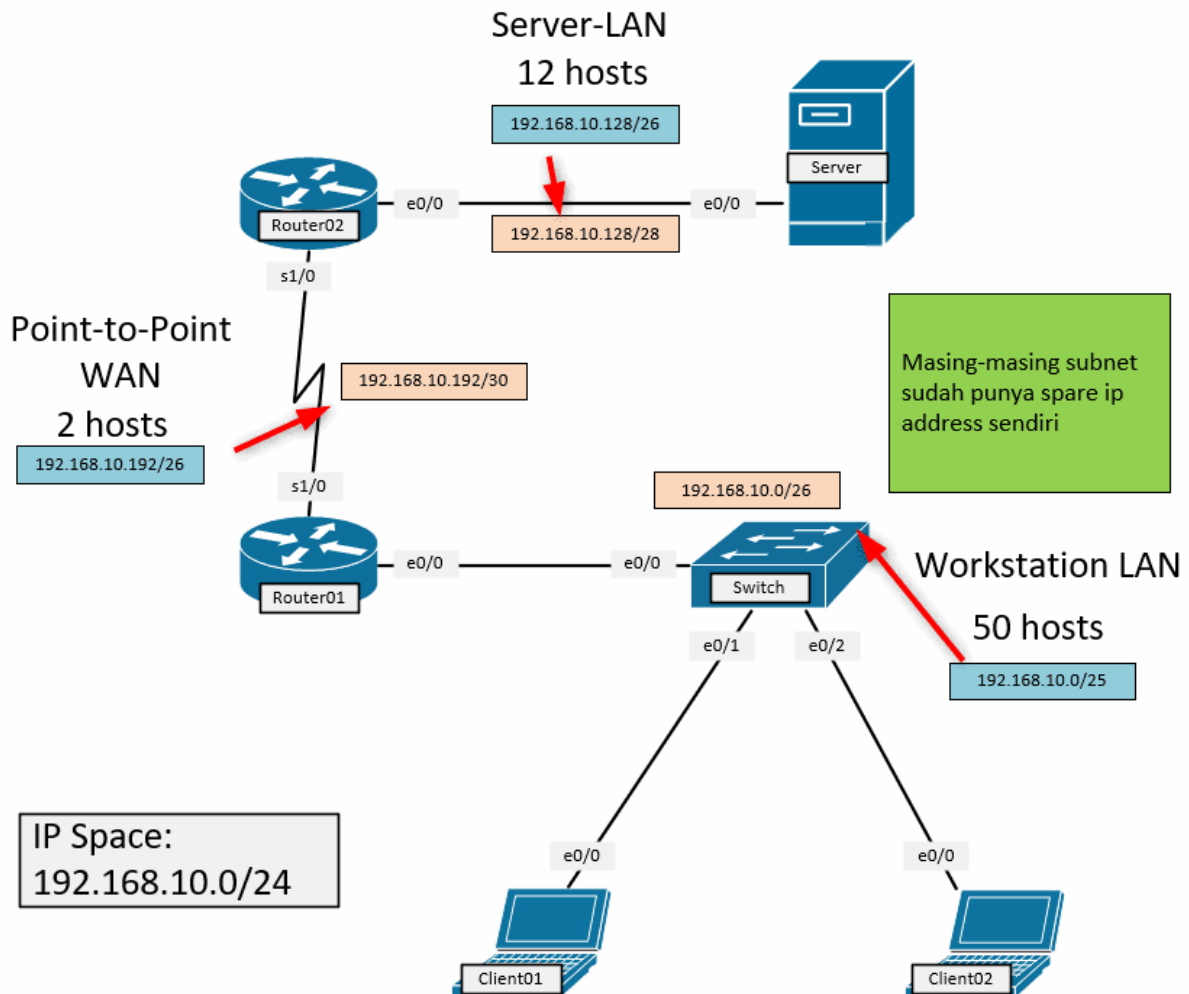 Server-LAN
12 hosts
192.168.10.128/26
Server
e0/0
e0/0
Router02
192.168.10.128/28
s1/0
Point-to-Point
WAN
2 hosts
192.168.10.192/26
192.168.10.192/30
Masing-masing subnet
sudah punya spare ip
address sendiri
s1/0
192.168.10.0/26
Router01
e0/0
e0/0
Switch
Workstation LAN
50 hosts
192.168.10.0/25
e0/1
e0/2
IP Space:
192.168.10.0/24
e0/0
e0/0
Client01
Client02